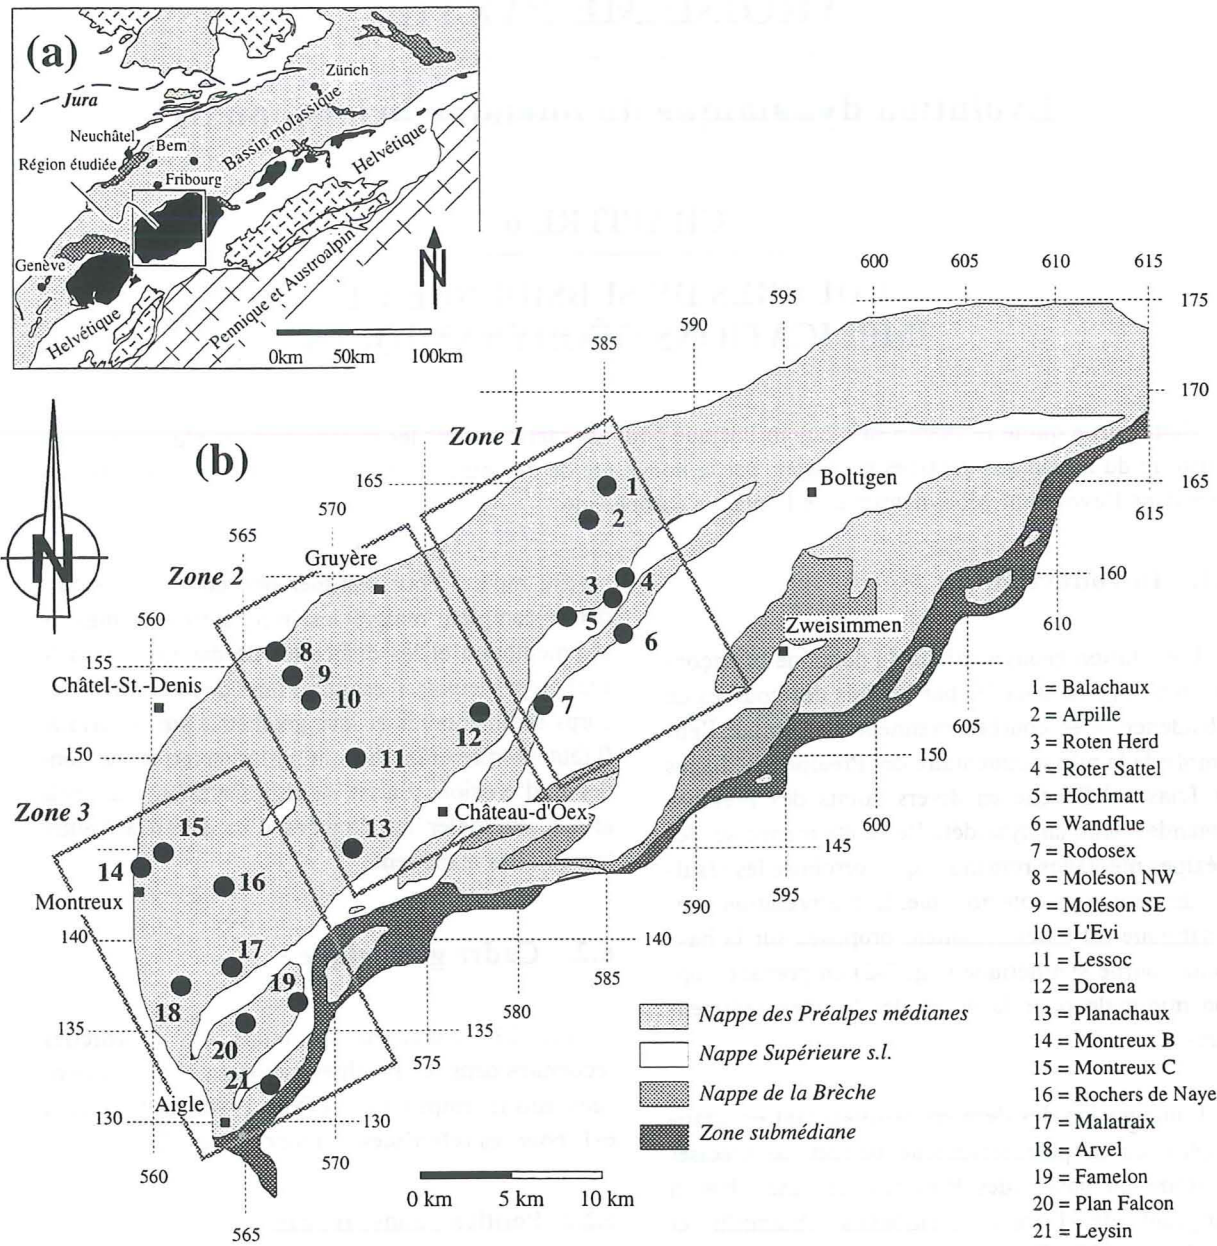 (a)
Jura
Zürich
Neuchâtel
Bern
Bassin molassique
Région étudiée
Fribourg
Helvétique
Genève
Helvétique
Pennique et Austroalpin
N
0km 50km 100km
(b)
N
600 605 610 615
595
590
585
175
170
165
615
160
610
605
150
600
145
595
590
140
585
580
135
575
130
570
565
560
165
570
565
560
155
150
140
135
130
Zone 1
Zone 2
Zone 3
Boltigen
Gruyère
Zweisimmen
Châtel-St.-Denis
Château-d'Oex
Montreux
Aigle
1
2
3
4
5
6
7
8
9
10
11
12
13
14
15
16
17
18
19
20
21
Nappe des Préalpes médianes
Nappe Supérieure s.l.
Nappe de la Brèche
Zone submédiane
0 km 5 km 10 km
1 = Balachaux
2 = Arpille
3 = Roten Herd
4 = Roter Sattel
5 = Hochmatt
6 = Wandflue
7 = Rodosex
8 = Moléson NW
9 = Moléson SE
10 = L'Evi
11 = Lessoc
12 = Dorena
13 = Planachaux
14 = Montreux B
15 = Montreux C
16 = Rochers de Naye
17 = Malatraix
18 = Arvel
19 = Famelon
20 = Plan Falcon
21 = Leysin